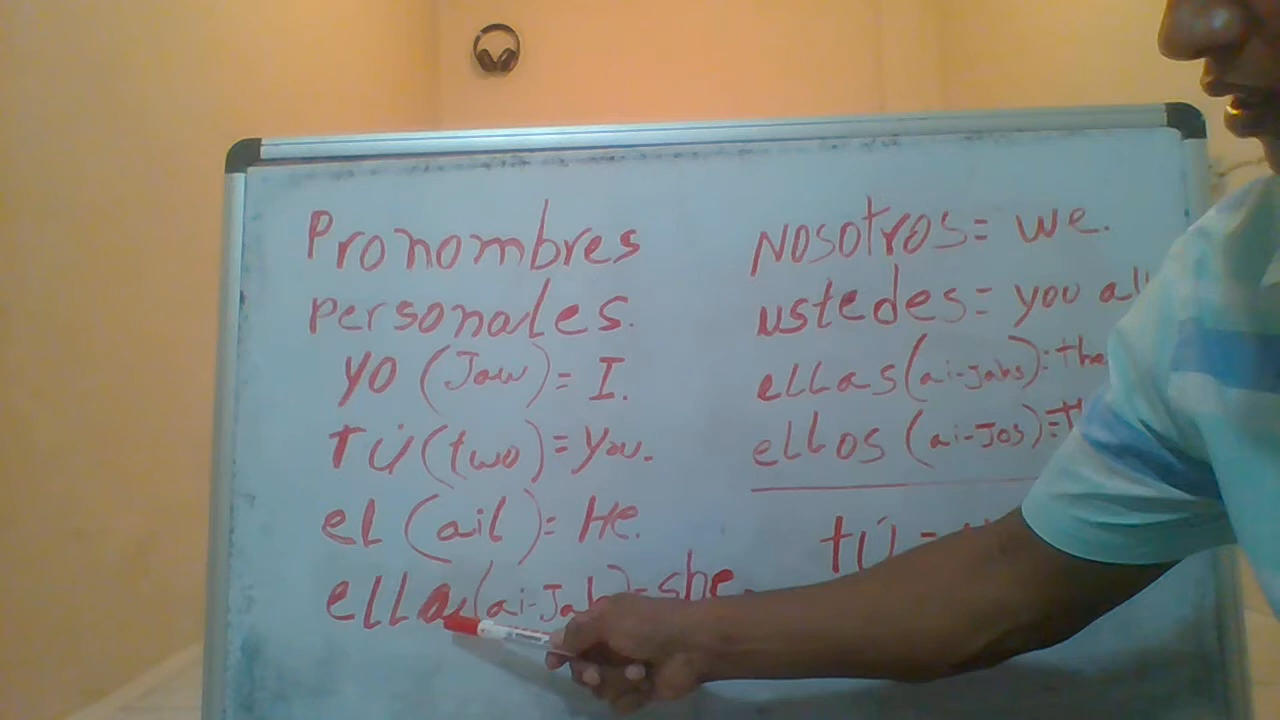 Pronombres
personales.
yo (Jow) = I.
tú (two) = you.
el (ail) = He.
ella (ai-Jah) = she.
Nosotros = we.
ustedes = you all
ellas (ai-jahs):
ellos (ai-Jos) =
tú =